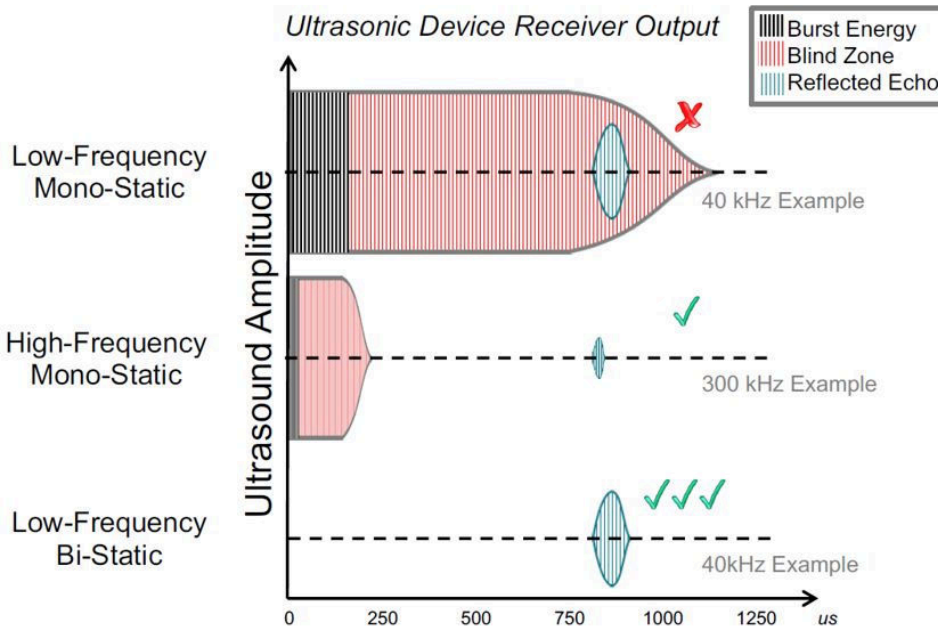 Ultrasonic Device Receiver Output
Burst Energy
Blind Zone
Reflected Echo
Ultrasound Amplitude
Low-Frequency
Mono-Static
40 kHz Example
High-Frequency
Mono-Static
300 kHz Example
Low-Frequency
Bi-Static
40kHz Example
0 250 500 750 1000 1250 us